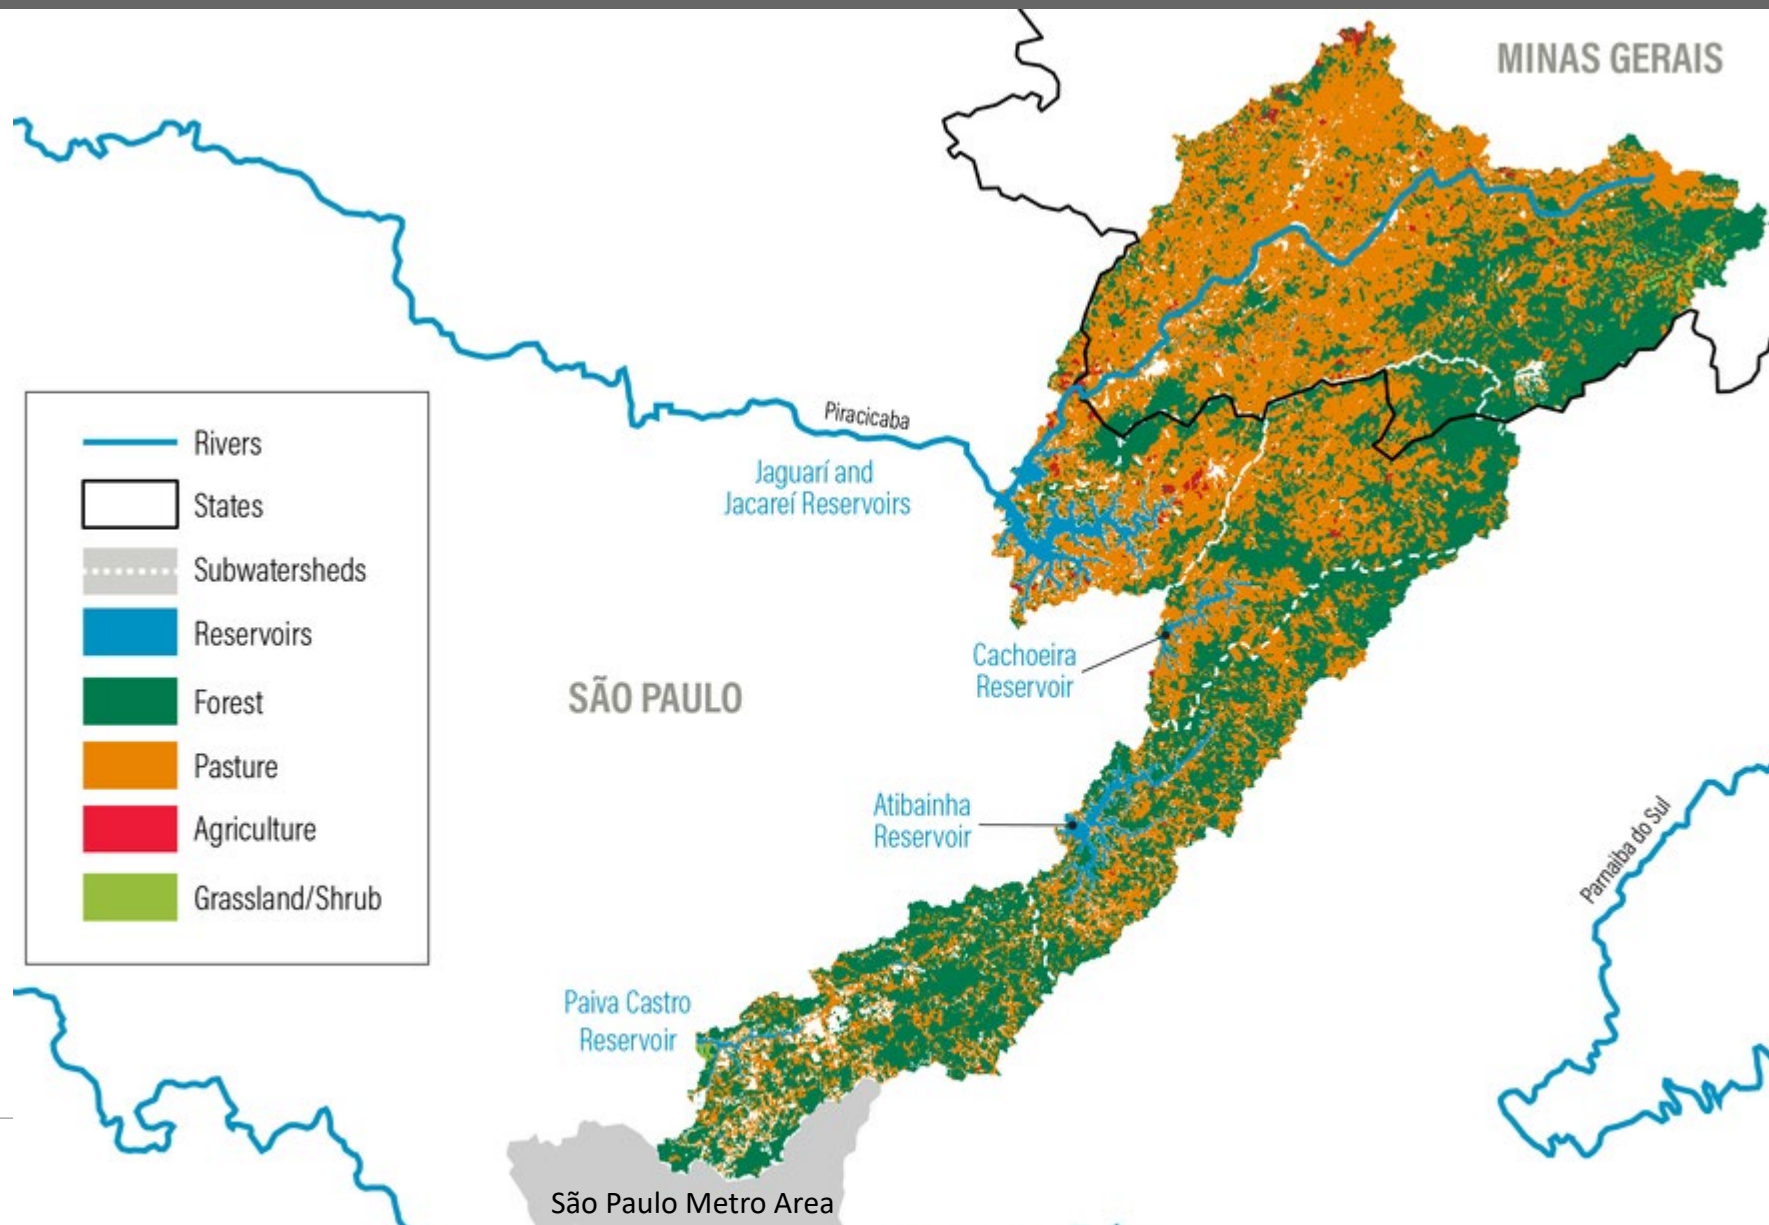 MINAS GERAIS
Piracicaba
Jaguarí and
Jacareí Reservoirs
Rivers
States
Subwatersheds
Reservoirs
Forest
Pasture
Agriculture
Grassland/Shrub
Cachoeira
Reservoir
SÃO PAULO
Atibainha
Reservoir
Parnaiba do Sul
Paiva Castro
Reservoir
São Paulo Metro Area